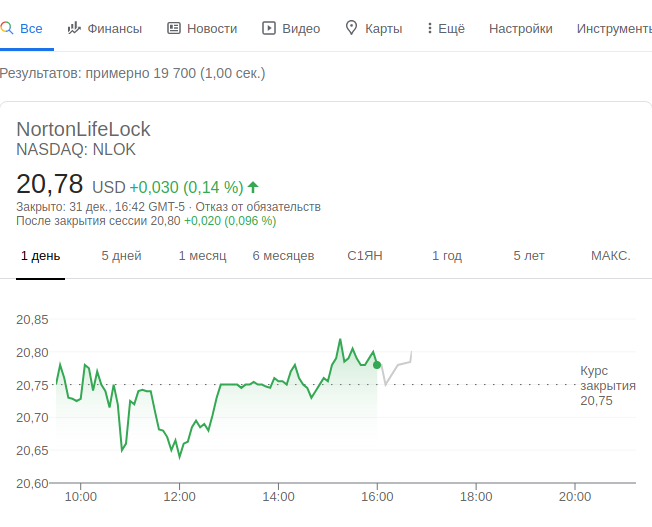 Все Финансы Новости Видео Карты Ещё Настройки Инструменты
Результатов: примерно 19 700 (1,00 сек.)
NortonLifeLock
NASDAQ: NLOK
20,78 USD +0,030 (0,14 %)
Закрыто: 31 дек., 16:42 GMT-5 · Отказ от обязательств
После закрытия сессии 20,80 +0,020 (0,096 %)
1 день 5 дней 1 месяц 6 месяцев С1ЯН 1 год 5 лет МАКС.
20,85
20,80
20,75
20,70
20,65
20,60
Курс
закрытия
20,75
10:00 12:00 14:00 16:00 18:00 20:00